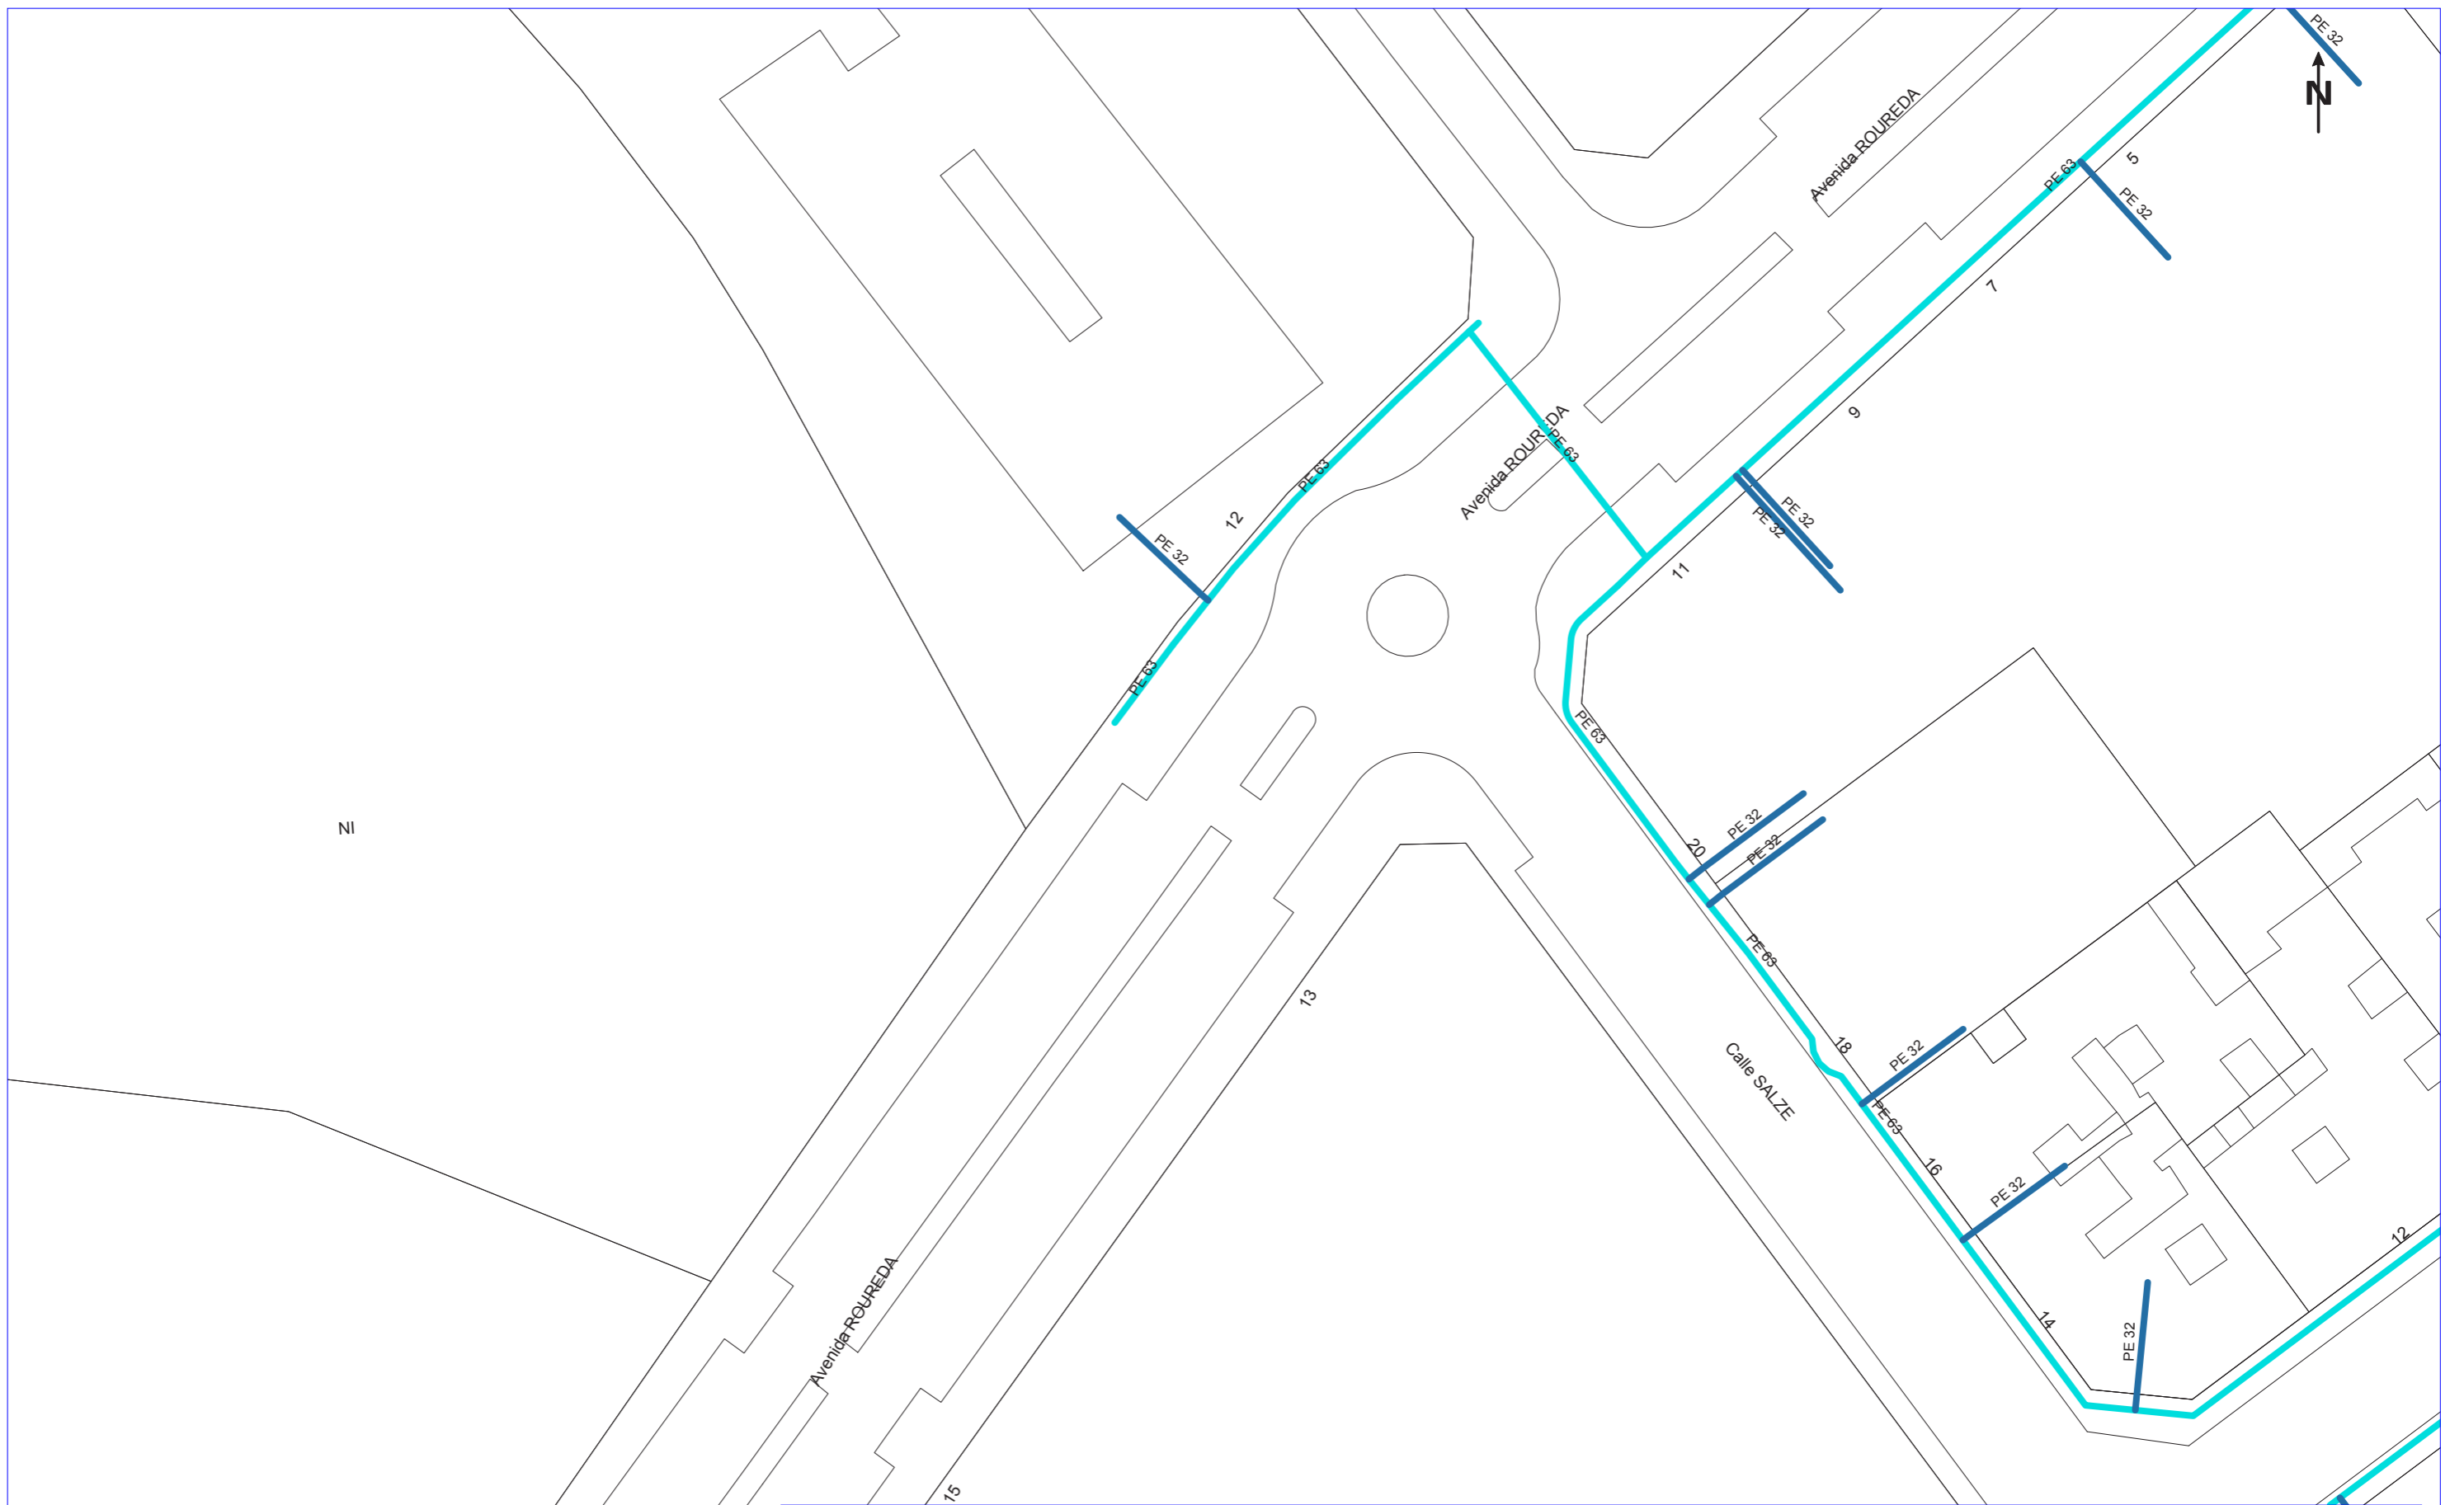 PE 32
N
Avenida ROUREDA
5
PE 63
PE 32
7
9
Avenida ROUREDA
PE 63
PE 63
12
PE 32
PE 32
PE 32
11
PE 63
PE 63
20
PE 32
PE 32
NI
PE 63
13
18
PE 32
Calle SALZE
PE 63
16
PE 32
12
14
PE 32
Avenida ROUREDA
15